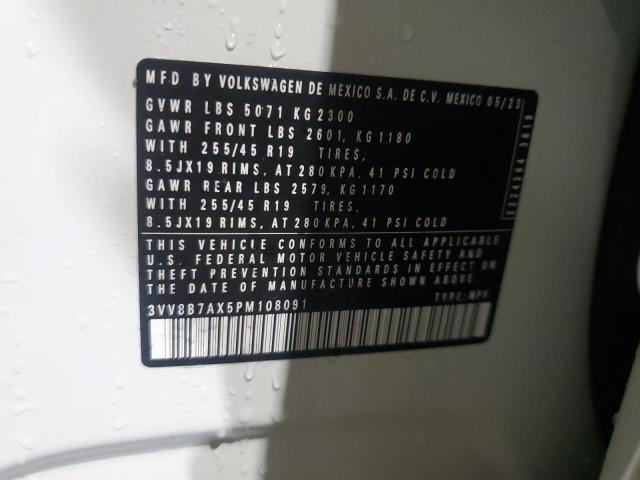 MFD BY VOLKSWAGEN DE MEXICO S.A. DE C.V. MEXICO 05/23
GVWR LBS 5071 KG 2300
GAWR FRONT LBS 2601, KG 1180
WITH 255/45 R19 TIRES,
8.5JX19 RIMS, AT 280 KPA, 41 PSI COLD
GAWR REAR LBS 2579, KG 1170
WITH 255/45 R19 TIRES,
8.5JX19 RIMS, AT 280 KPA, 41 PSI COLD
THIS VEHICLE CONFORMS TO ALL APPLICABLE
U.S. FEDERAL MOTOR VEHICLE SAFETY AND
THEFT PREVENTION STANDARDS IN EFFECT ON
THE DATE OF MANUFACTURE SHOWN ABOVE.
3VV8B7AX5PM108091 TYPE: MPV